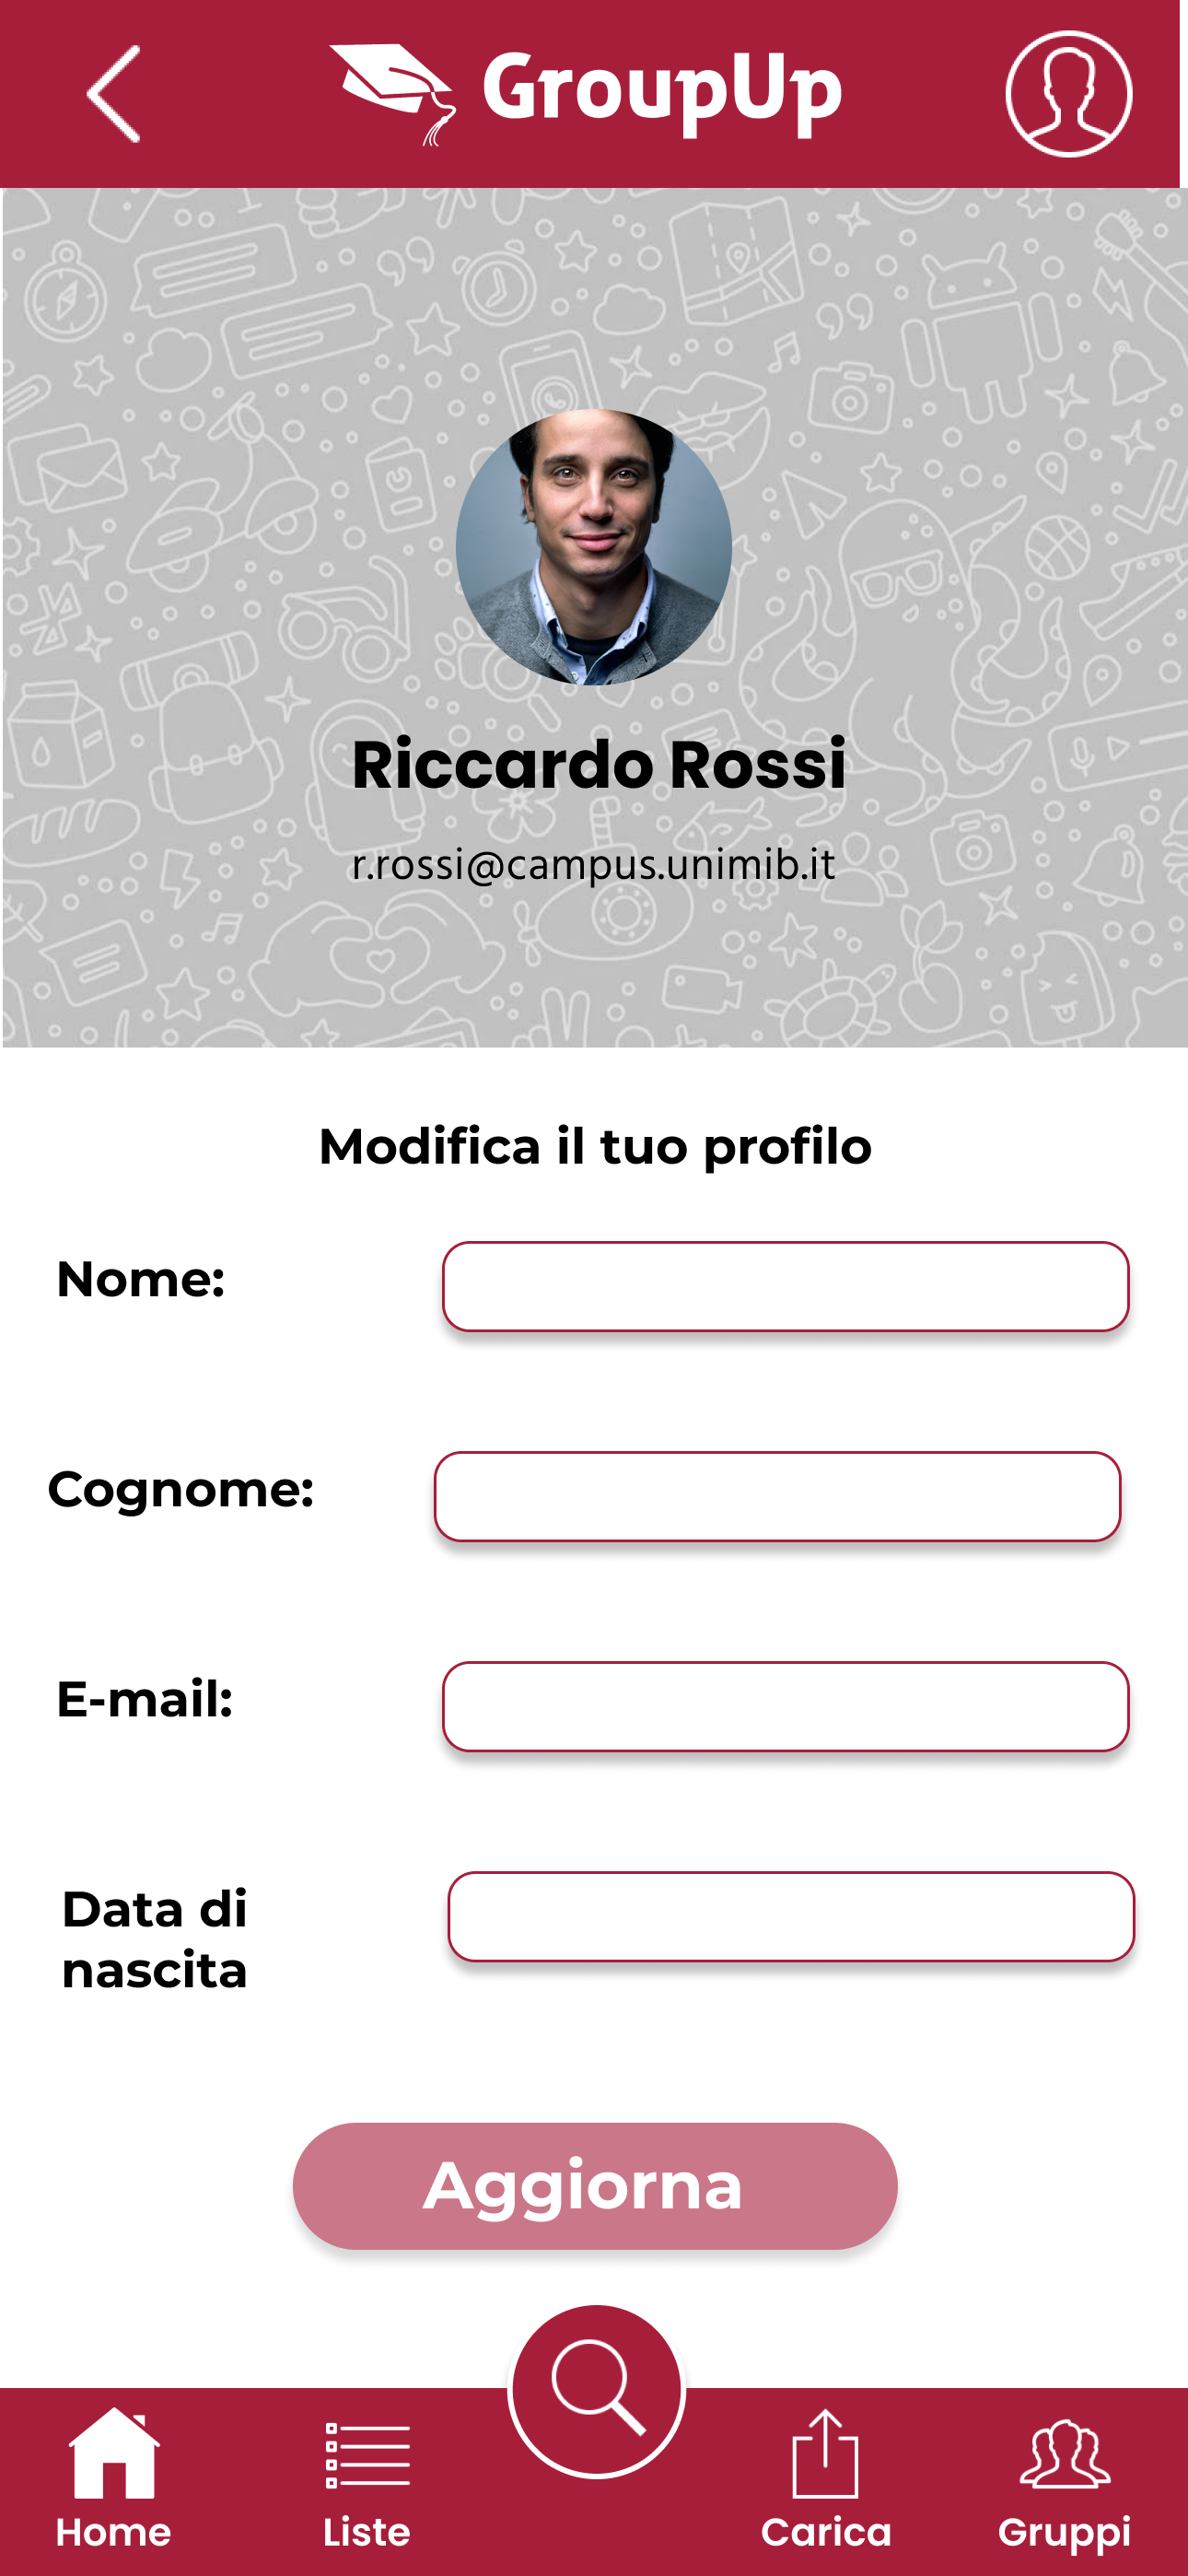 GroupUp
Riccardo Rossi
r.rossi@campus.unimib.it
Modifica il tuo profilo
Nome:
Cognome:
E-mail:
Data di
nascita
Aggiorna
Home
Liste
Carica
Gruppi